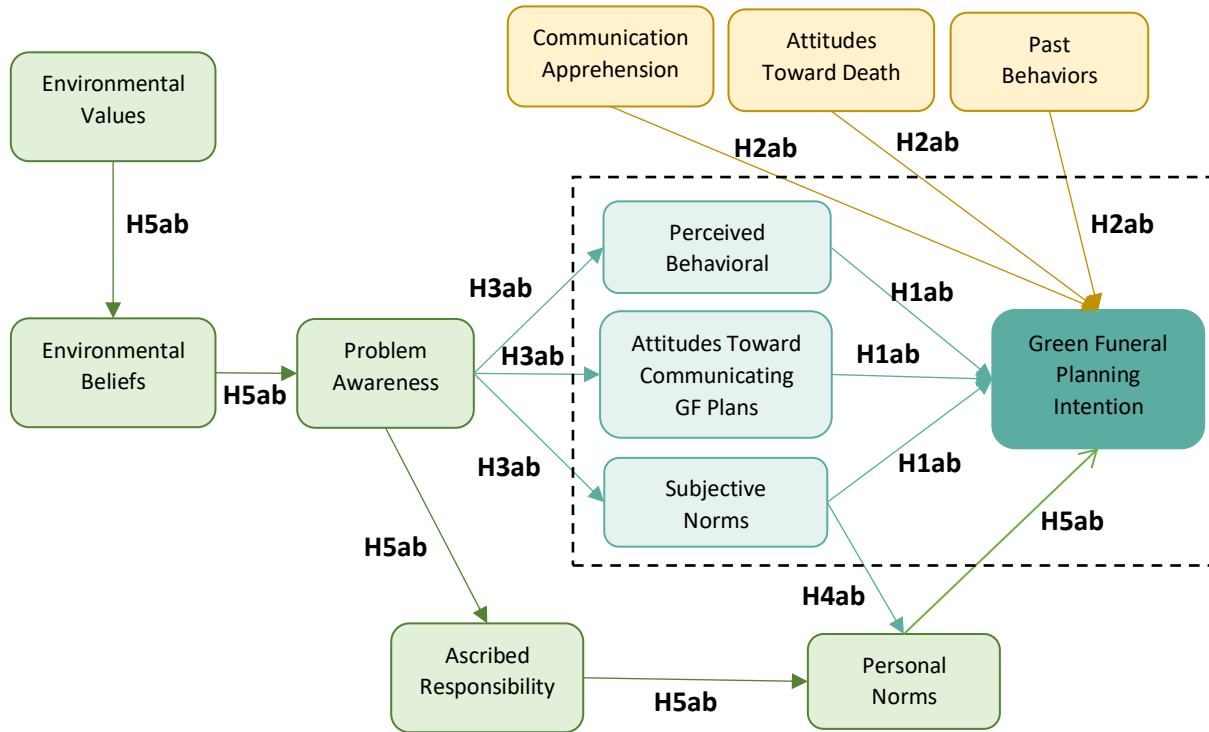 Communication
Apprehension
Attitudes
Toward Death
Past
Behaviors
Environmental
Values
H2ab
H2ab
H2ab
H5ab
Perceived
Behavioral
H3ab
H1ab
Environmental
Beliefs
H5ab
Problem
Awareness
H3ab
Attitudes Toward
Communicating
GF Plans
H1ab
Green Funeral
Planning
Intention
H3ab
Subjective
Norms
H1ab
H5ab
H4ab
H5ab
Ascribed
Responsibility
H5ab
Personal
Norms